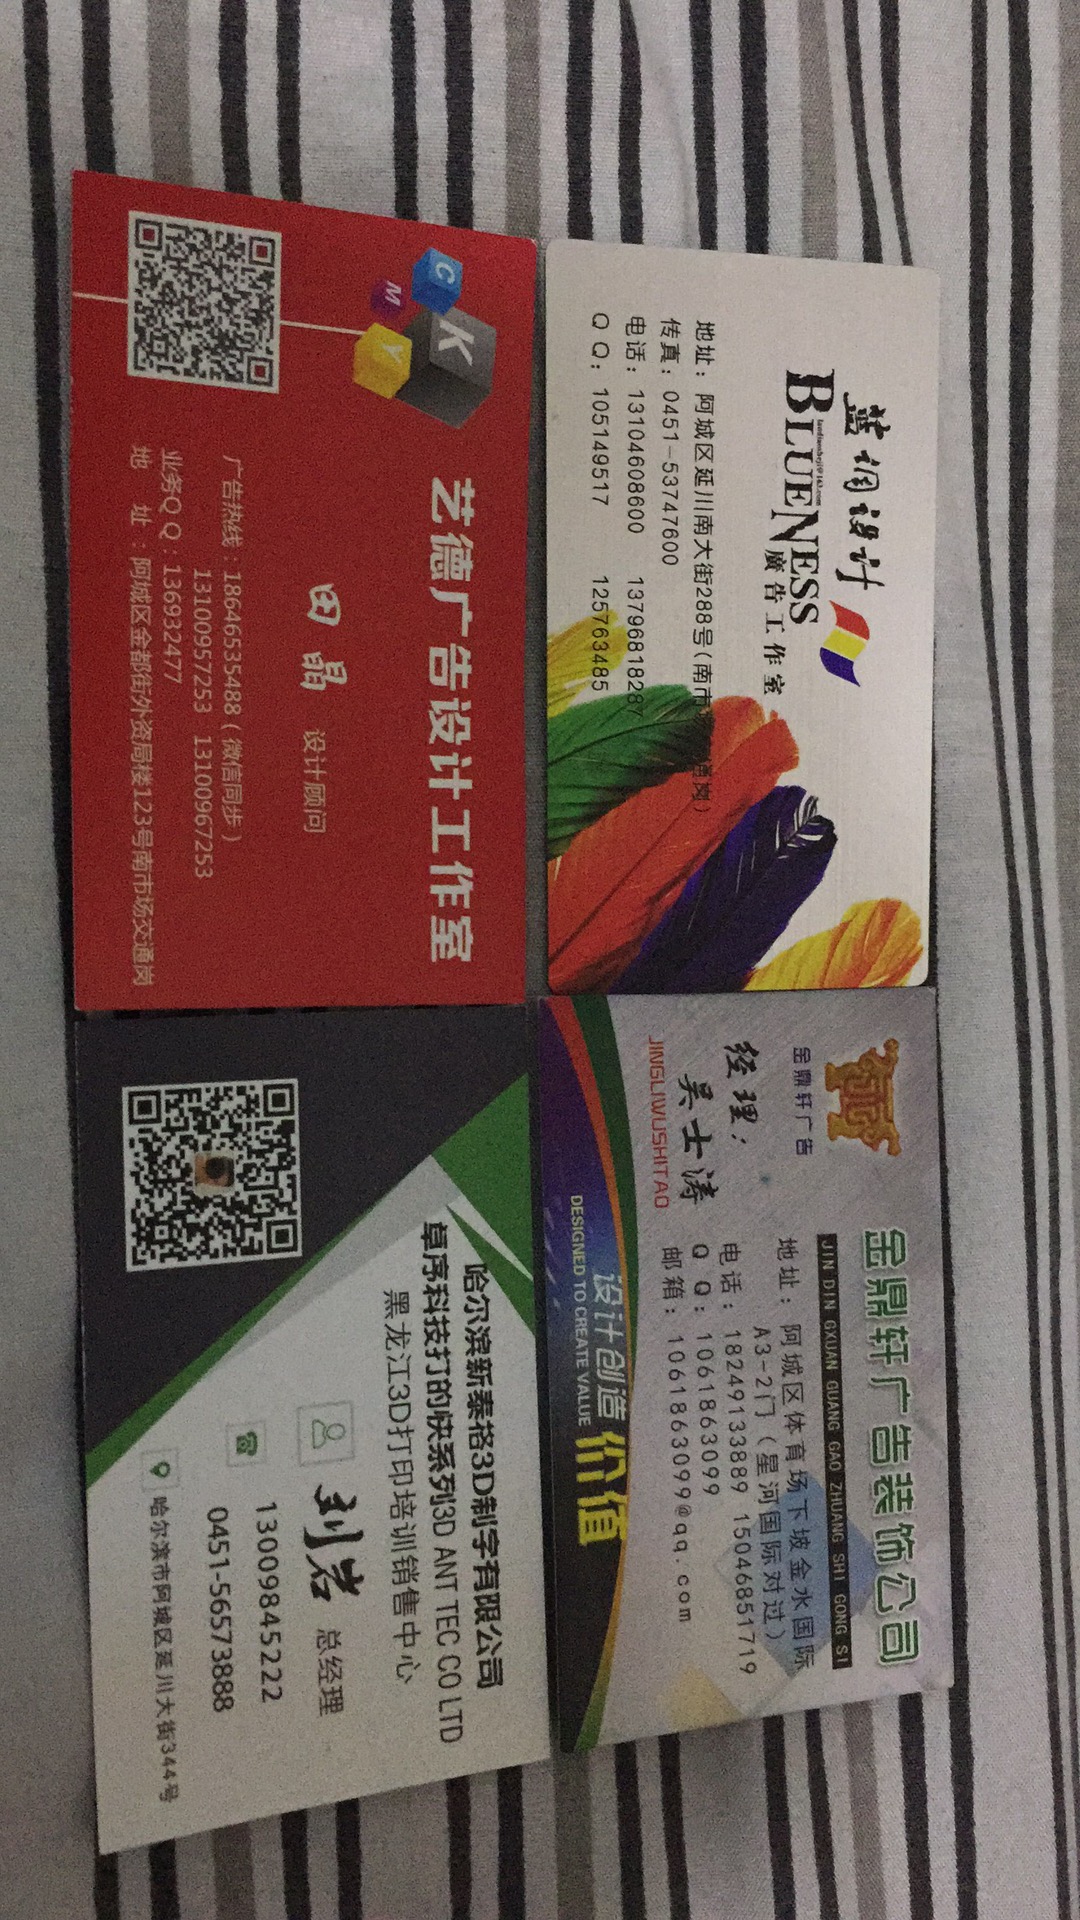 蓝调设计
landiaosheji@163.com
BLUENESS
廣告工作室
地址：阿城区延川南大街288号(南市 通岗)
传真：0451-53747600
电话：13104608600 13796818287
Q Q：105149517 125763485
金鼎轩广告
经理：
吴士涛
JINGLIWUSHITAO
金鼎轩广告装饰公司
JIN DIN GXUAN GUANG GAO ZHUANG SHI GONG SI
地址：阿城区体育场下坡金水国际
A3-2门（星河国际对过）
电话：18249133889 15046851719
Q Q：1061863099
邮箱：1061863099@qq.com
设计创造 价值
DESIGNED TO CREATE VALUE
C
M
Y
K
艺德广告设计工作室
田晶 设计顾问
广告热线：18646535488（微信同步）
13100957253 13100967253
业务QQ：136932477
地 址：阿城区金都街外资局楼123号南市场交通岗
哈尔滨新泰格3D制字有限公司
卓序科技打的快系列3D ANT TEC CO LTD
黑龙江3D打印培训销售中心
刘岩 总经理
13009845222
0451-56573888
哈尔滨市阿城区延川大街344号